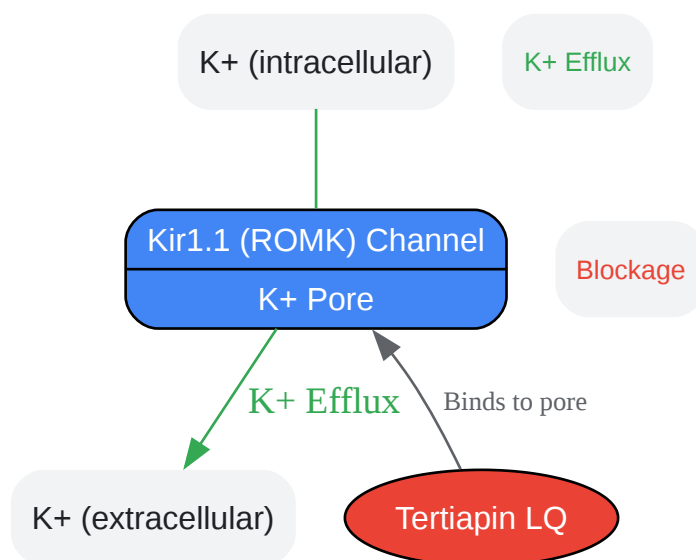 K+ (intracellular)
K+ Efflux
Kir1.1 (ROMK) Channel
K+ Pore
Blockage
K+ Efflux
Binds to pore
K+ (extracellular)
Tertiapin LQ